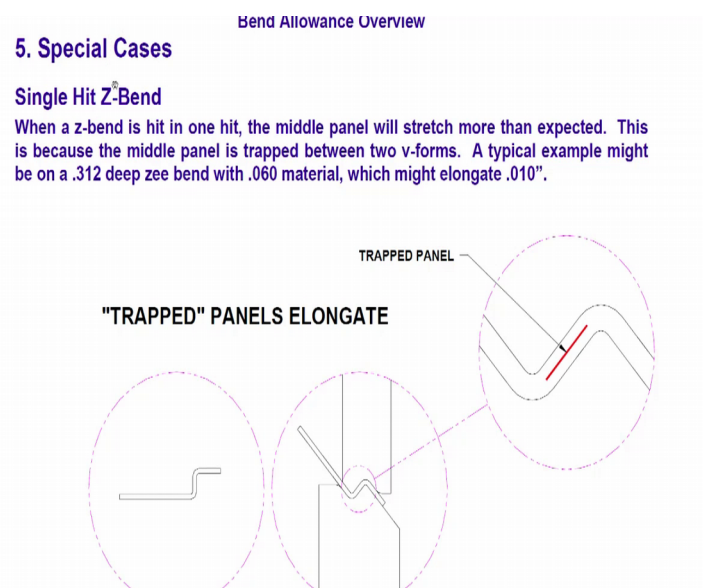 Bend Allowance Overview
5. Special Cases
Single Hit Z-Bend
When a z-bend is hit in one hit, the middle panel will stretch more than expected. This
is because the middle panel is trapped between two v-forms. A typical example might
be on a .312 deep zee bend with .060 material, which might elongate .010”.
TRAPPED PANEL
"TRAPPED" PANELS ELONGATE